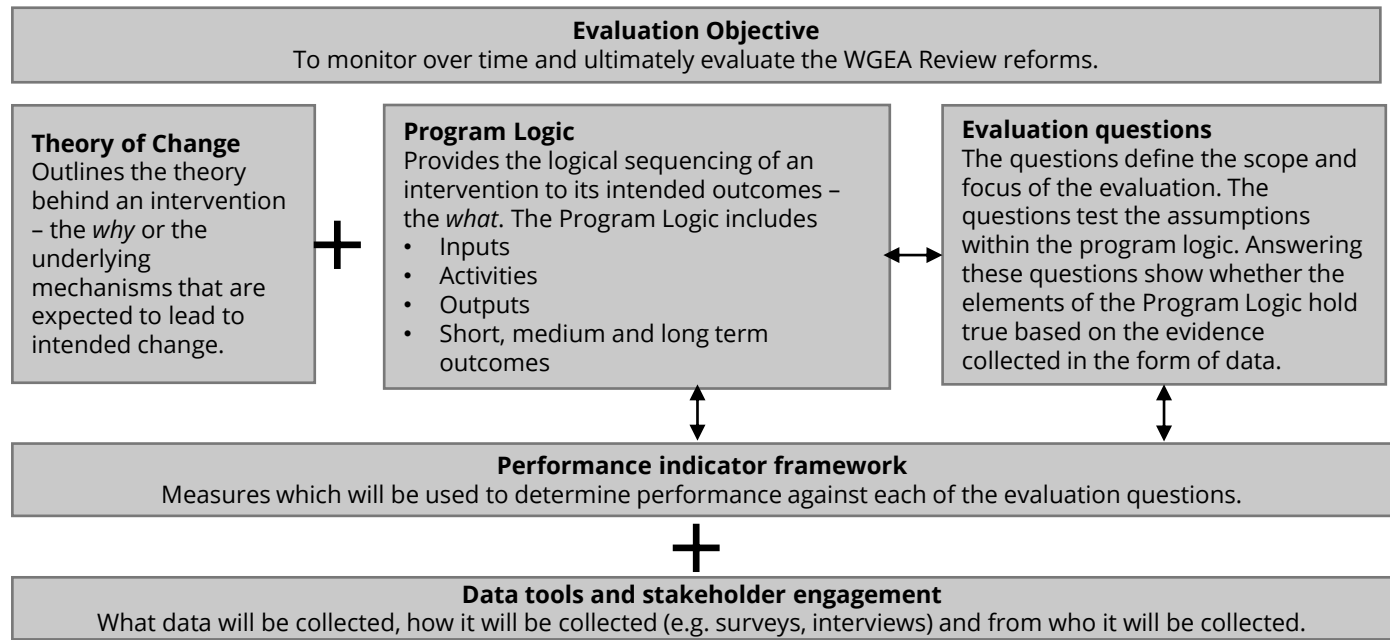 Evaluation Objective
To monitor over time and ultimately evaluate the WGEA Review reforms.
Theory of Change
Outlines the theory
behind an intervention
– the why or the
underlying
mechanisms that are
expected to lead to
intended change.
Program Logic
Provides the logical sequencing of an
intervention to its intended outcomes –
the what. The Program Logic includes
• Inputs
• Activities
• Outputs
• Short, medium and long term
outcomes
Evaluation questions
The questions define the scope and
focus of the evaluation. The
questions test the assumptions
within the program logic. Answering
these questions show whether the
elements of the Program Logic hold
true based on the evidence
collected in the form of data.
Performance indicator framework
Measures which will be used to determine performance against each of the evaluation questions.
Data tools and stakeholder engagement
What data will be collected, how it will be collected (e.g. surveys, interviews) and from who it will be collected.